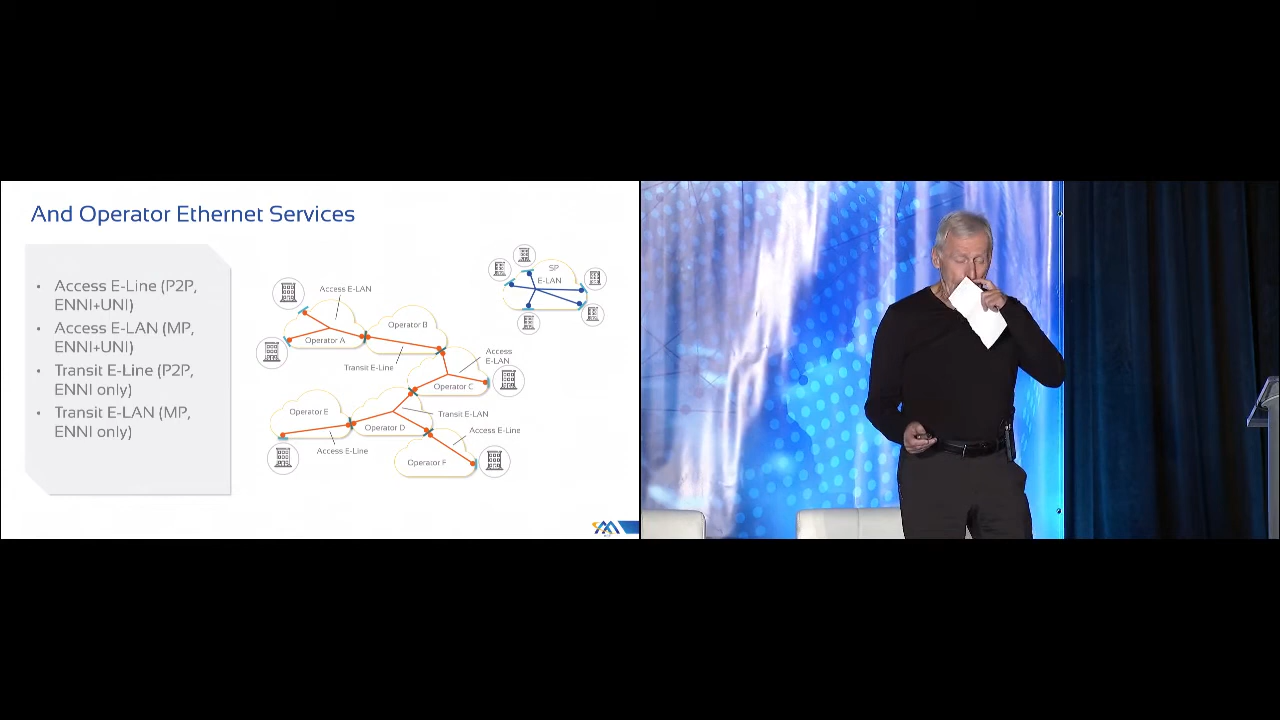 And Operator Ethernet Services
• Access E-Line (P2P,
ENNI+UNI)
• Access E-LAN (MP,
ENNI+UNI)
• Transit E-Line (P2P,
ENNI only)
• Transit E-LAN (MP,
ENNI only)
SP
E-LAN
Access E-LAN
Operator A
Operator B
Transit E-Line
Access
E-LAN
Operator C
Operator E
Transit E-LAN
Operator D
Access E-Line
Access E-Line
Operator F